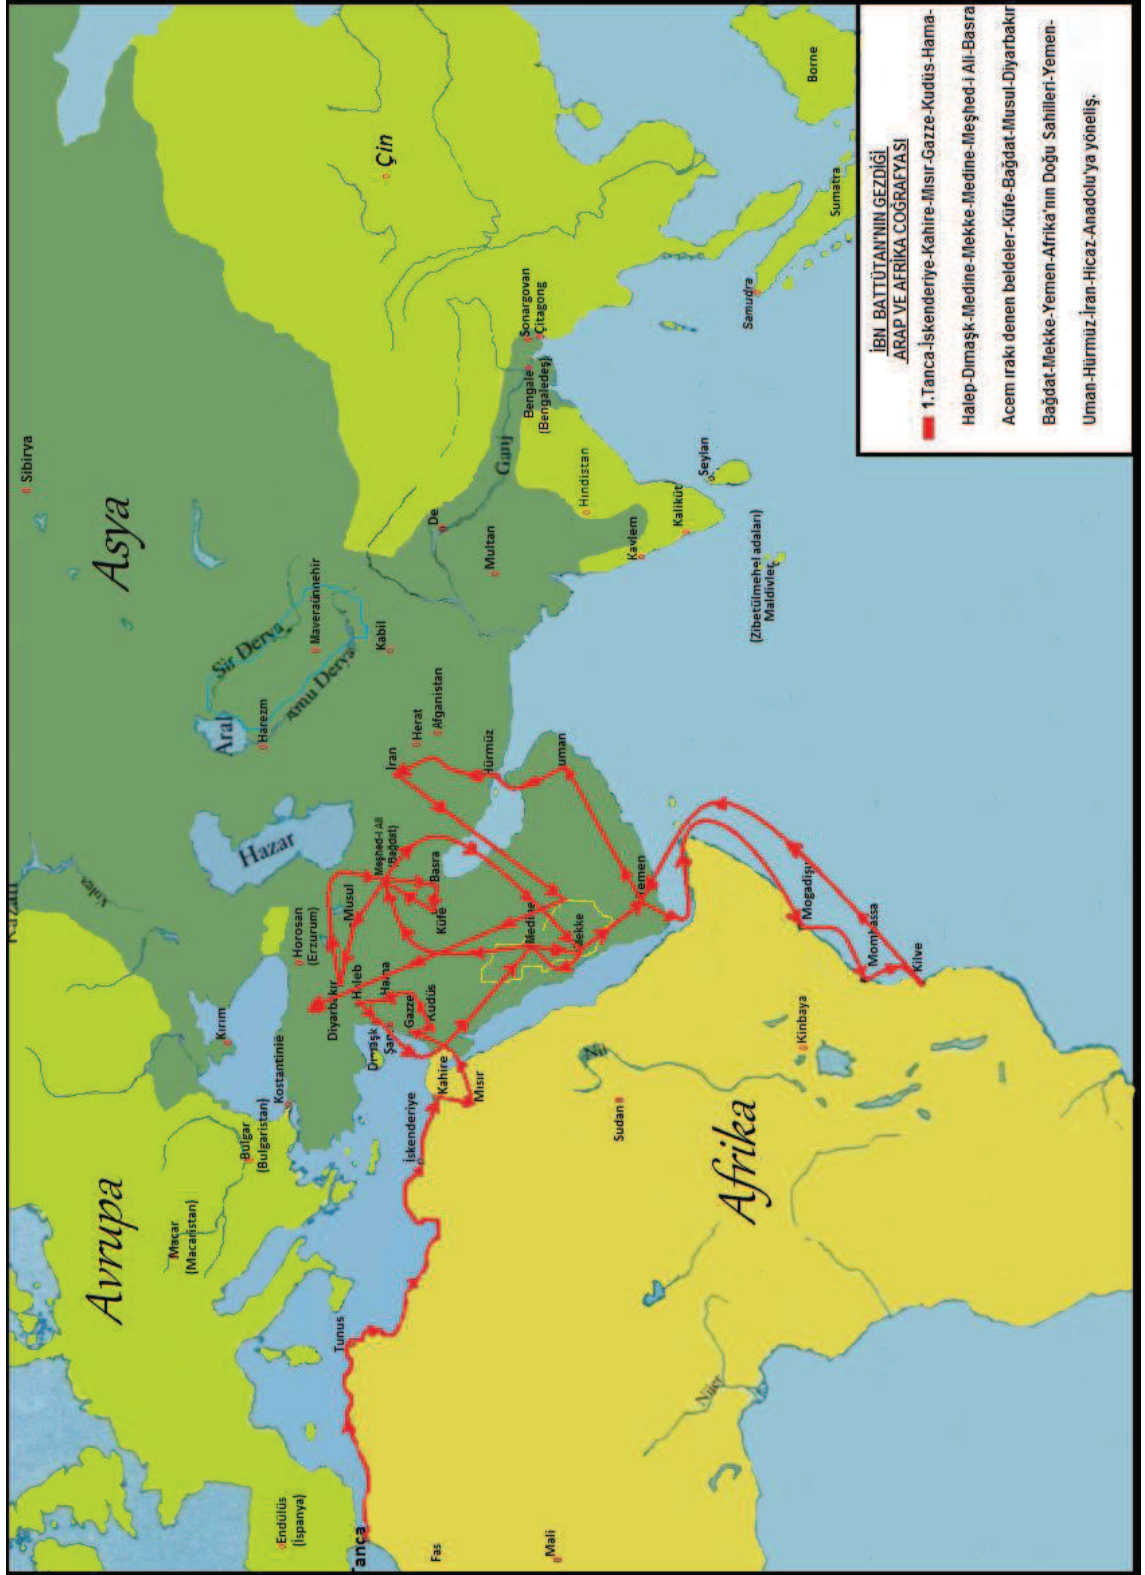 İBN BATTÛTAN'NIN GEZDİĞİ
ARAP VE AFRİKA COĞRAFYASI
1.Tanca-İskenderiye-Kahire-Mısır-Gazze-Kudüs-Hama-
Halep-Dımaşk-Medine-Mekke-Medine-Meşhed-i Ali-Basra
Acem ırakı denen beldeler-Küfe-Bağdat-Musul-Diyarbakır
Bağdat-Mekke-Yemen-Afrika'nın Doğu Sahilleri-Yemen-
Uman-Hürmüz-İran-Hicaz-Anadolu'ya yöneliş.
Avrupa
Asya
Afrika
Sibirya
Kazan
Volga
Macar
(Macaristan)
Bulgar
(Bulgaristan)
Kırım
Kostantinie
Endülüs
(İspanya)
Hazar
Aral
Harezm
Sir Derya
Amu Derya
Maveraünnehir
Kabil
Herat
Afganistan
Çin
Horosan
(Erzurum)
Diyarbakır
Musul
Meşhed-i Ali
(Bağdat)
Basra
Küfe
Haleb
Hama
Dımaşk
Şam
Gazze
Kudüs
Medine
Mekke
İran
Hürmüz
uman
Yemen
De
Multan
Ganj
Bengale
(Bengaledeş)
Sonargovan
Çitagong
Hindistan
Kavlem
Kaliküt
Seylan
(Zibetülmehel adaları)
Maldivler
Samudra
Sumatra
Borne
Tanca
Tunus
İskenderiye
Kahire
Mısır
Fas
Mali
Sudan
Nil
Nijer
Kinbaya
Mogadişu
Mombassa
Kilve